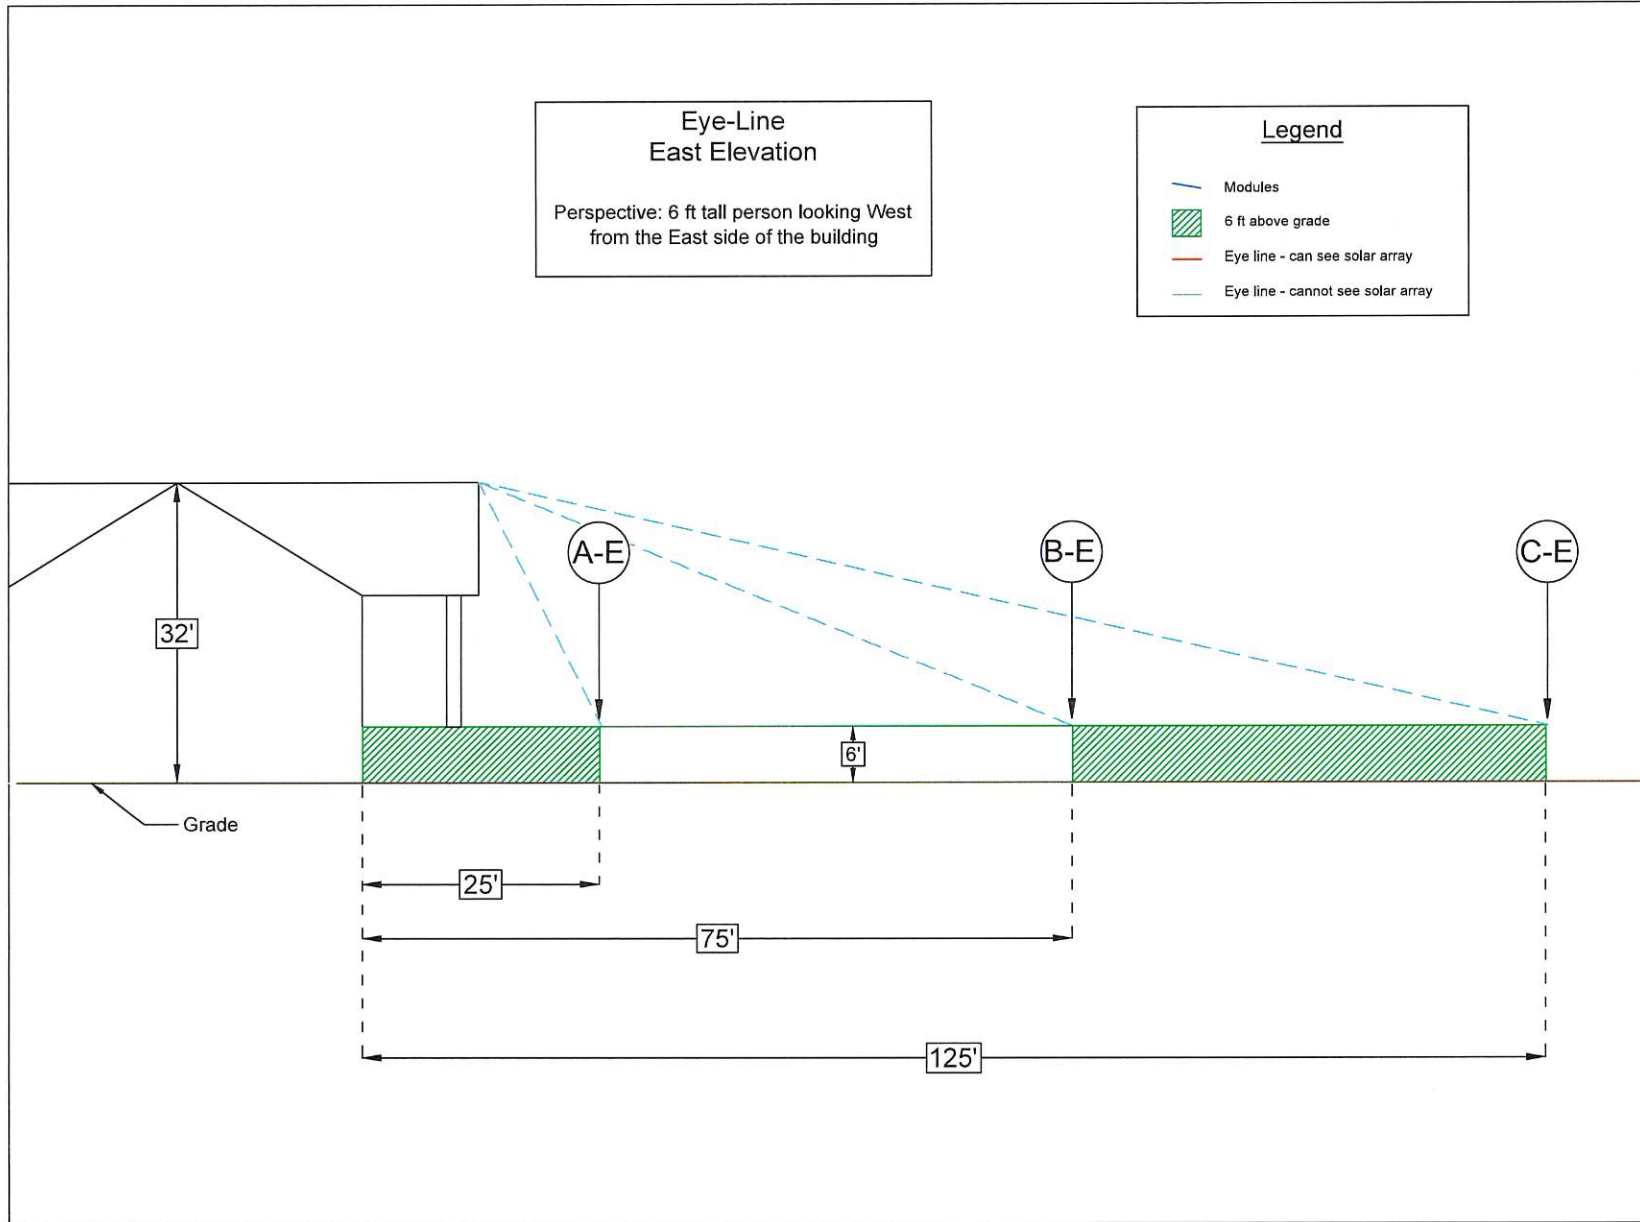 Eye-Line
East Elevation
Perspective: 6 ft tall person looking West
from the East side of the building
Legend
Modules
6 ft above grade
Eye line - can see solar array
Eye line - cannot see solar array
A-E
B-E
C-E
32'
6'
Grade
25'
75'
125'